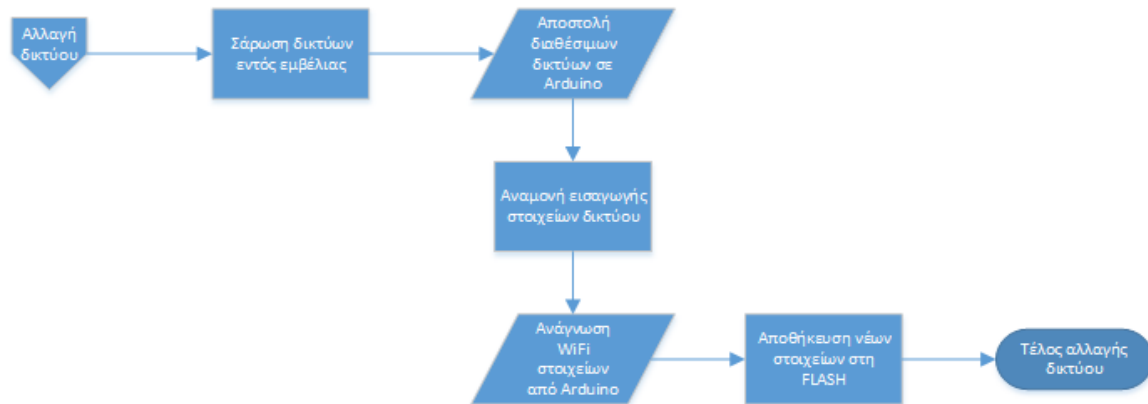 Αλλαγή
δικτύου
Σάρωση δικτύων
εντός εμβέλιας
Αποστολή
διαθέσιμων
δικτύων σε
Arduino
Αναμονή εισαγωγής
στοιχείων δικτύου
Ανάγνωση
WiFi
στοιχείων
από Arduino
Αποθήκευση νέων
στοιχείων στη
FLASH
Τέλος αλλαγής
δικτύου